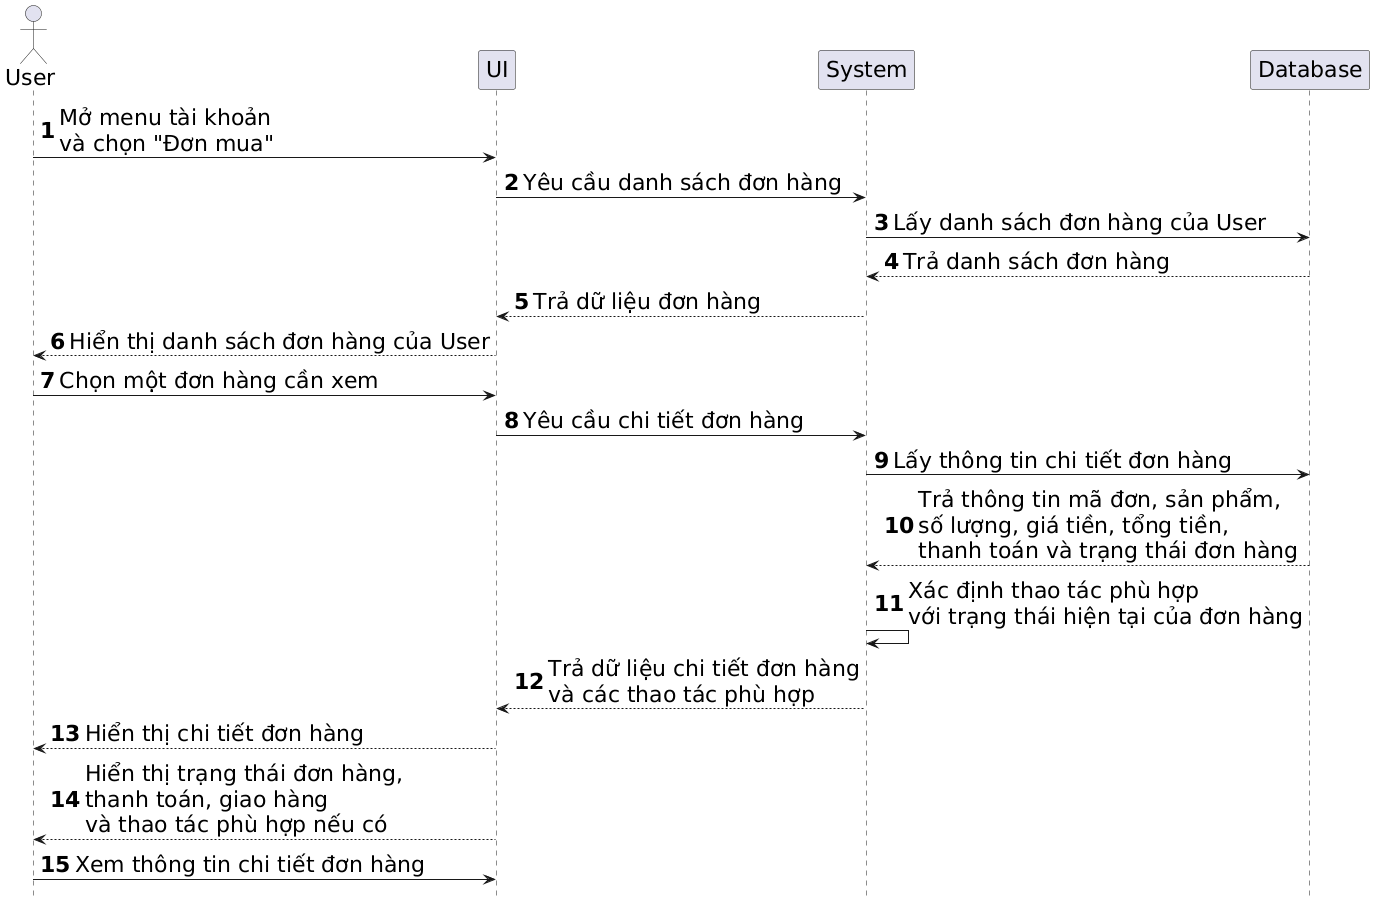 User
UI
System
Database
1 Mở menu tài khoản
và chọn "Đơn mua"
2 Yêu cầu danh sách đơn hàng
3 Lấy danh sách đơn hàng của User
4 Trả danh sách đơn hàng
5 Trả dữ liệu đơn hàng
6 Hiển thị danh sách đơn hàng của User
7 Chọn một đơn hàng cần xem
8 Yêu cầu chi tiết đơn hàng
9 Lấy thông tin chi tiết đơn hàng
10 Trả thông tin mã đơn, sản phẩm,
số lượng, giá tiền, tổng tiền,
thanh toán và trạng thái đơn hàng
11 Xác định thao tác phù hợp
với trạng thái hiện tại của đơn hàng
12 Trả dữ liệu chi tiết đơn hàng
và các thao tác phù hợp
13 Hiển thị chi tiết đơn hàng
14 Hiển thị trạng thái đơn hàng,
thanh toán, giao hàng
và thao tác phù hợp nếu có
15 Xem thông tin chi tiết đơn hàng